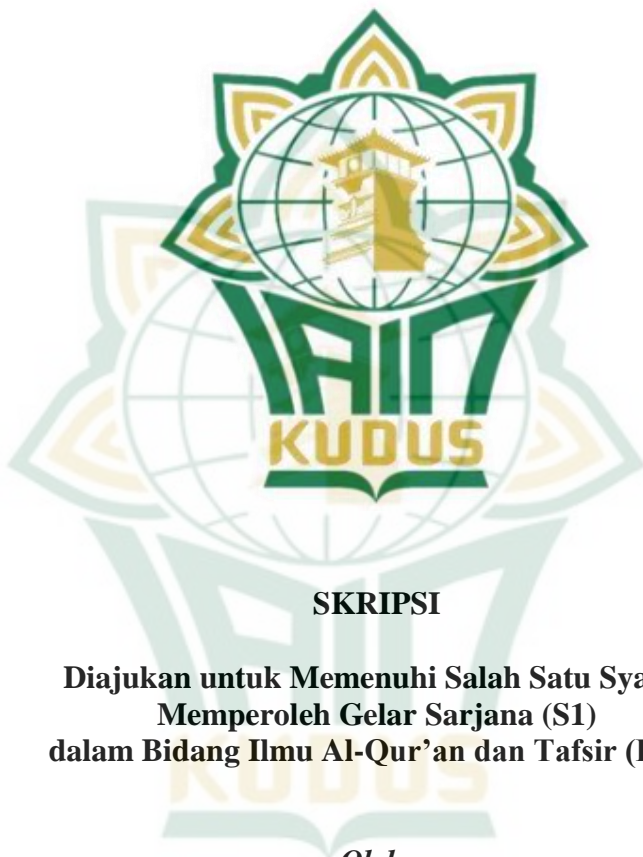 IAIN
KUDUS
SKRIPSI
Diajukan untuk Memenuhi Salah Satu
Memperoleh Gelar Sarjana (S1)
dalam Bidang Ilmu Al-Qur’an dan Tafsir